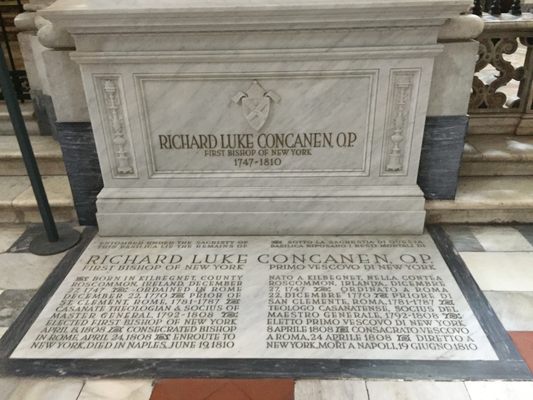 RICHARD LUKE CONCANEN, O.P.
FIRST BISHOP OF NEW YORK
1747-1810
ENTOMBED UNDER THE SACRISTY OF
THIS BASILICA LIE THE REMAINS OF
RICHARD LUKE
FIRST BISHOP OF NEW YORK
BORN IN KILBEGNET, COUNTY
ROSCOMMON, IRELAND, DECEMBER
27, 1747 ORDAINED IN ROME
DECEMBER 22, 1770 PRIOR OF
ST. CLEMENT, ROME, 1781-1787
CASAMATE THEOLOGIAN & SOCIUS OF
MASTER GENERAL, 1792-1808
ELECTED FIRST BISHOP OF NEW YORK
APRIL 8, 1808 CONSECRATED BISHOP
IN ROME, APRIL 24, 1808 ENROUTE TO
NEW YORK, DIED IN NAPLES, JUNE 19, 1810
SOTTO LA SAGRESTIA DI QUESTA
BASILICA RIPOSANO I RESTI MORTALI DI
CONCANEN, O.P.
PRIMO VESCOVO DI NEW YORK
NATO A KILBEGNET, NELLA CONTEA
ROSCOMMON, IRLANDA, DICEMBRE,
27, 1747 ORDINATO A ROMA,
22, DICEMBRE 1770 PRIORE DI
SAN CLEMENTE, ROMA, 1781-1787
TEOLOGO CASANATENSE, SOCIUS DEL
MAESTRO GENERALE, 1792-1808
ELETTO PRIMO VESCOVO DI NEW YORK
8 APRILE 1808 CONSACRATO VESCOVO
A ROMA, 24 APRILE 1808 DIRETTO A
NEW YORK, MORI A NAPOLI, 19 GIUGNO 1810